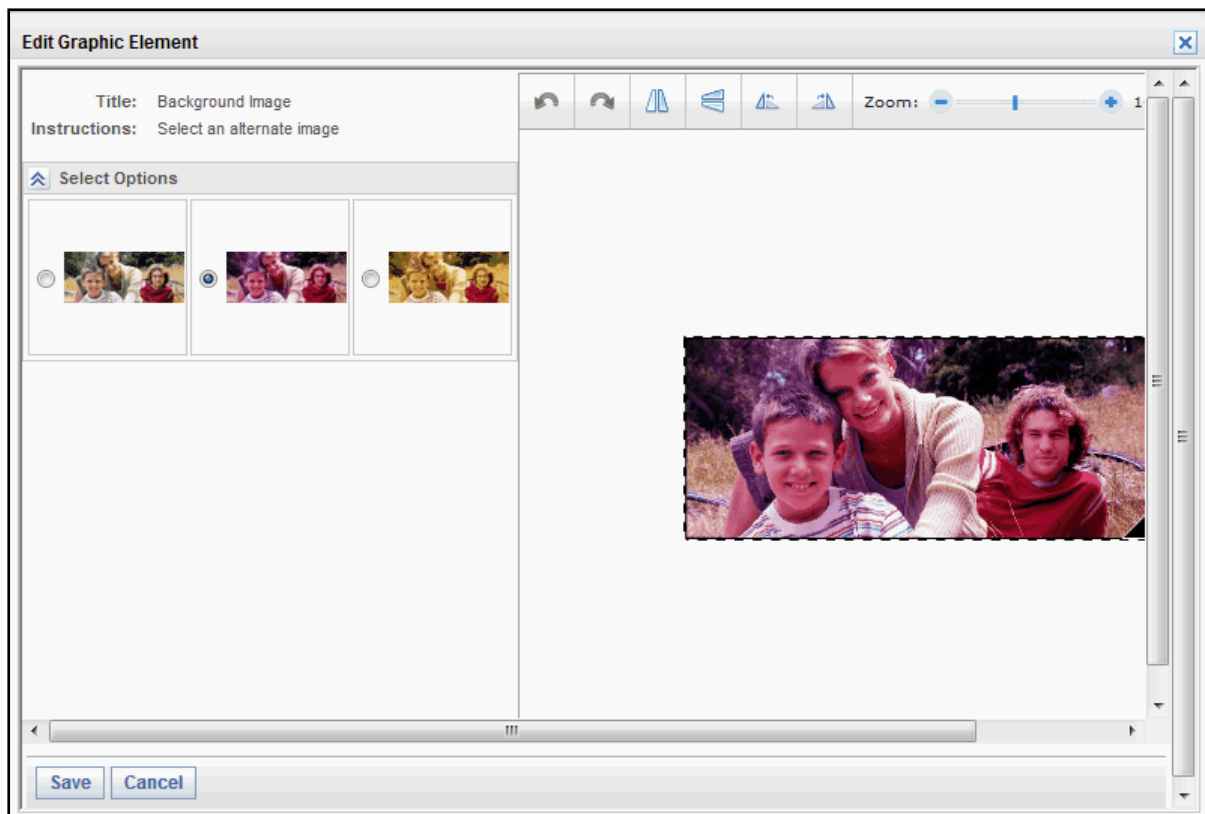 Edit Graphic Element
Title: Background Image
Instructions: Select an alternate image
Zoom:
Select Options
Save Cancel